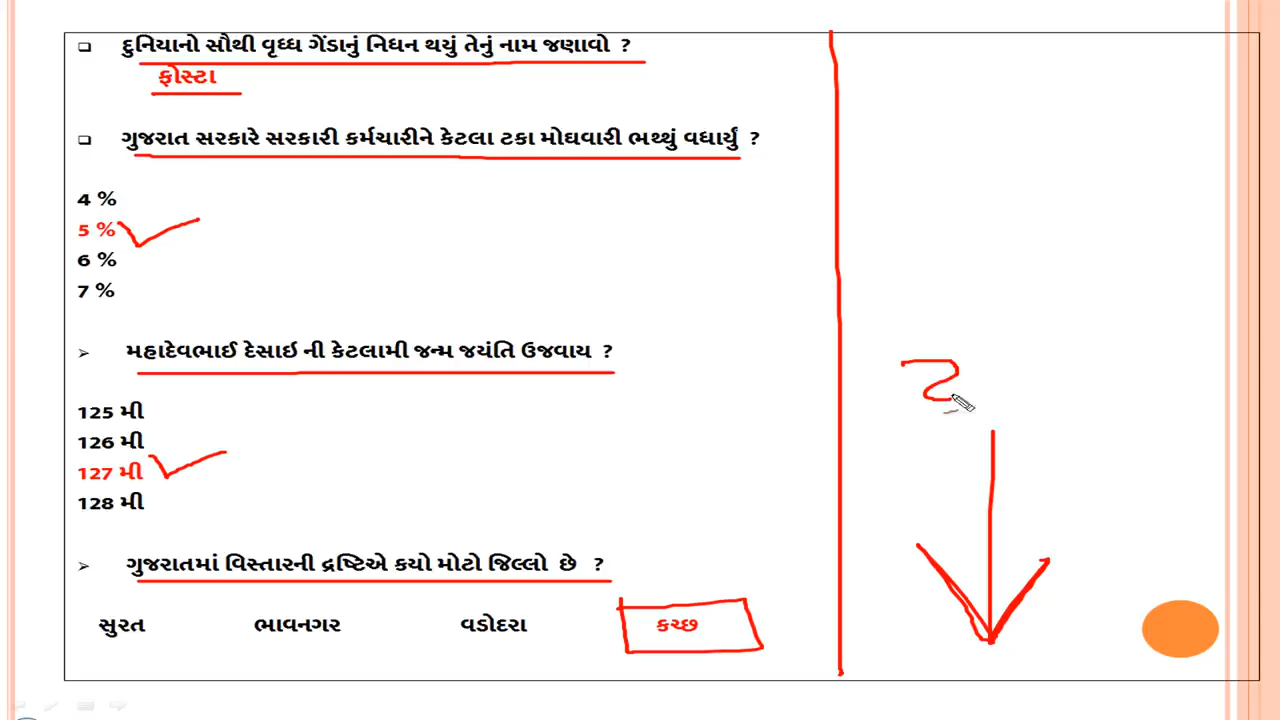 દુનિયાનો સૌથી વૃધ્ધ ગેંડાનું નિધન થયું તેનું નામ જણાવો ?
ફોસ્ટા
ગુજરાત સરકારે સરકારી કર્મચારીને કેટલા ટકા મોઘવારી ભથ્થું વધાર્યું ?
4 %
5 %
6 %
7 %
મહાદેવભાઈ દેસાઇ ની કેટલામી જન્મ જયંતિ ઉજવાય ?
125 મી
126 મી
127 મી
128 મી
ગુજરાતમાં વિસ્તારની દ્રષ્ટિએ કયો મોટો જિલ્લો છે ?
સુરત ભાવનગર વડોદરા કચ્છ